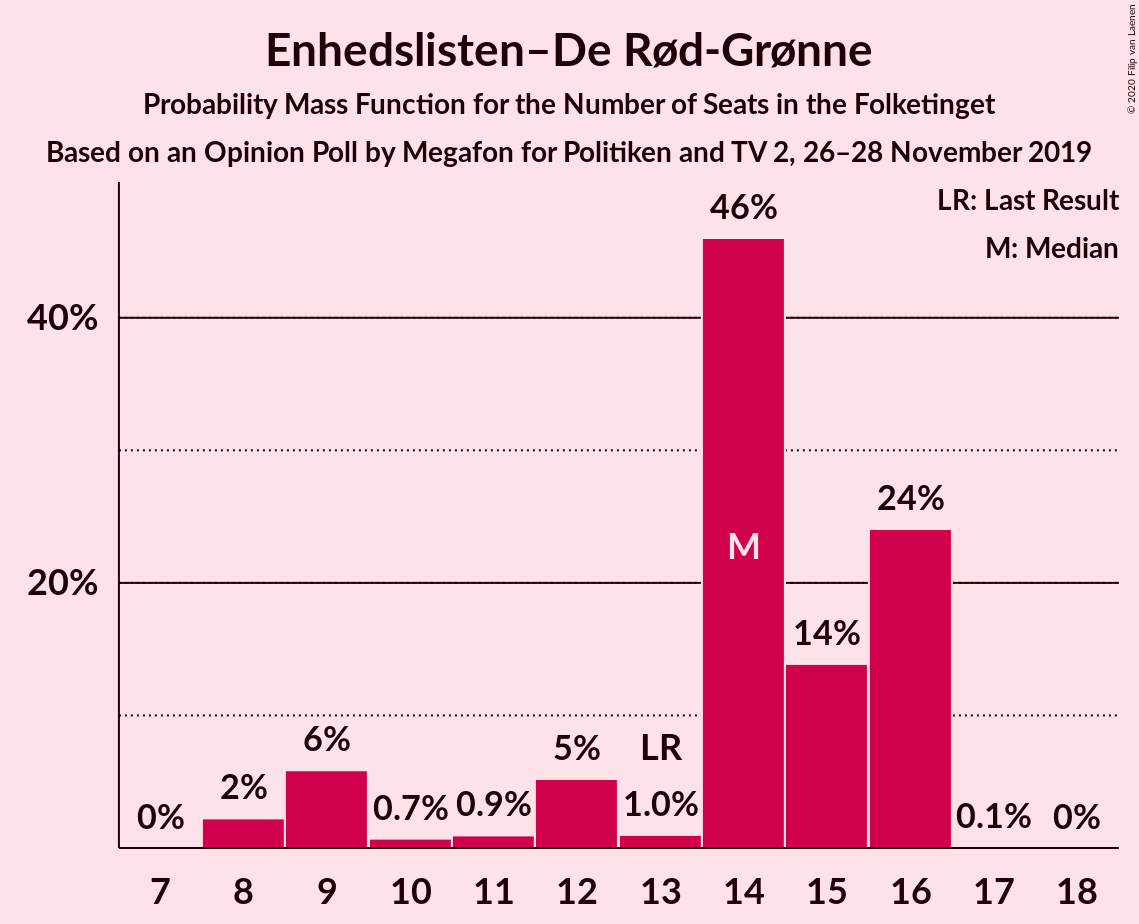 Enhedslisten–De Rød-Grønne
Probability Mass Function for the Number of Seats in the Folketinget
Based on an Opinion Poll by Megafon for Politiken and TV 2, 26–28 November 2019
© 2020 Filip van Laenen
LR: Last Result
M: Median
40%
20%
0%
2%
6%
0.7%
0.9%
5%
LR
1.0%
46%
M
14%
24%
0.1%
0%
7 8 9 10 11 12 13 14 15 16 17 18